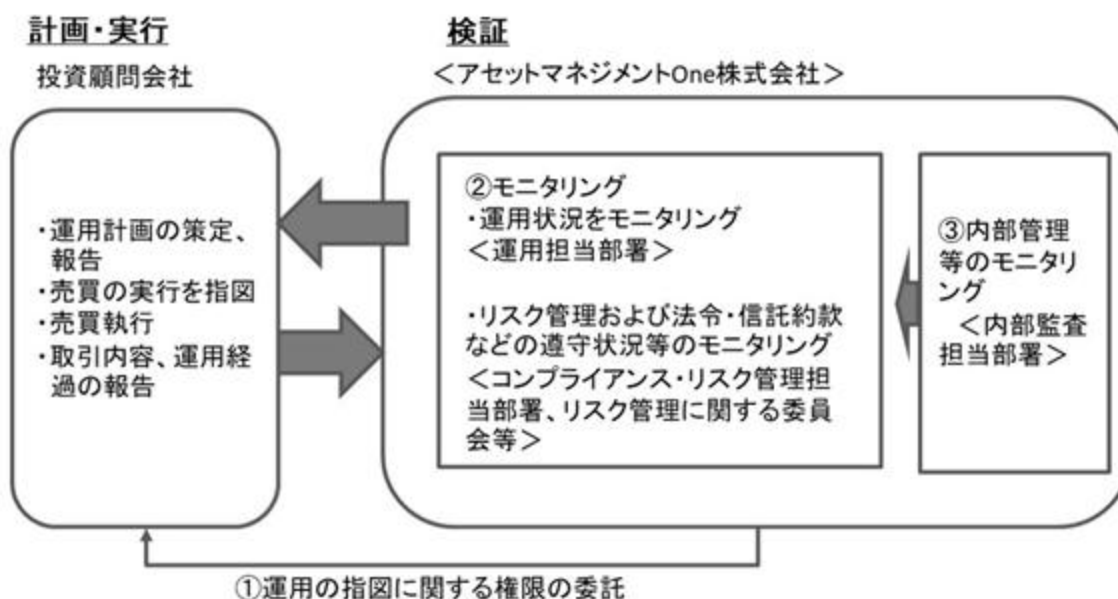 計画・実行
投資顧問会社
・運用計画の策定、
報告
・売買の実行を指図
・売買執行
・取引内容、運用経
過の報告
検証
＜アセットマネジメントOne株式会社＞
②モニタリング
・運用状況をモニタリング
＜運用担当部署＞
・リスク管理および法令・信託約款
などの遵守状況等のモニタリング
＜コンプライアンス・リスク管理担
当部署、リスク管理に関する委員
会等＞
③内部管理
等のモニタリ
ング
＜内部監査
担当部署＞
①運用の指図に関する権限の委託